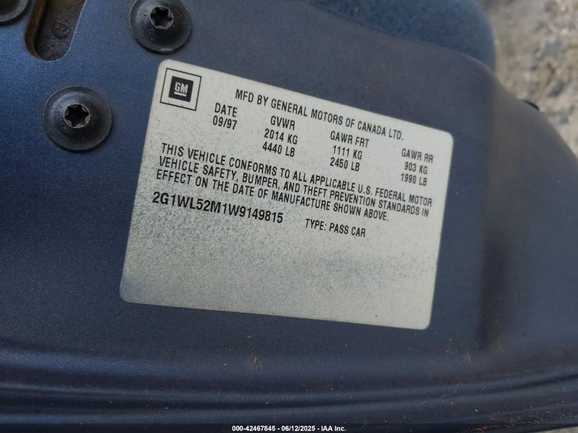 GM
MFD BY GENERAL MOTORS OF CANADA LTD.
DATE GVWR GAWR FRT GAWR RR
09/97 2014 KG 1111 KG 903 KG
4440 LB 2450 LB 1990 LB
THIS VEHICLE CONFORMS TO ALL APPLICABLE U.S. FEDERAL MOTOR
VEHICLE SAFETY, BUMPER, AND THEFT PREVENTION STANDARDS IN
EFFECT ON THE DATE OF MANUFACTURE SHOWN ABOVE.
2G1WL52M1W9149815 TYPE: PASS CAR
000-42467645 - 06/12/2025 - IAA Inc.